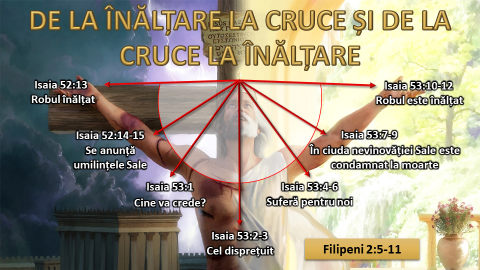 DE LA ÎNĂLȚARE LA CRUCE ȘI DE LA
CRUCE LA ÎNĂLȚARE
Isaia 52:13
Robul înălțat
Isaia 53:10-12
Robul este înălțat
Isaia 52:14-15
Se anunță
umilințele Sale
Isaia 53:7-9
În ciuda nevinovăției Sale este
condamnat la moarte
Isaia 53:1
Cine va crede?
Isaia 53:4-6
Suferă pentru noi
Isaia 53:2-3
Cel disprețuit
Filipeni 2:5-11